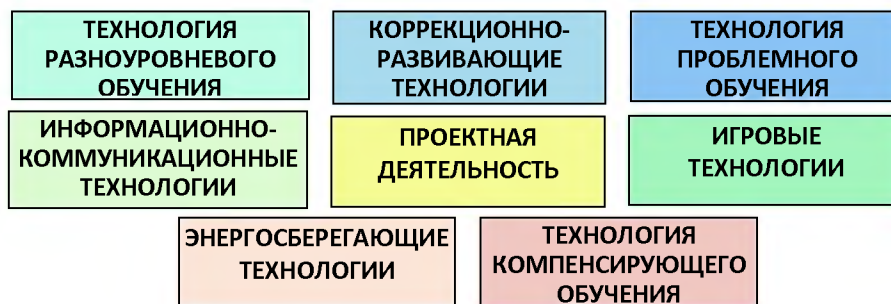 ТЕХНОЛОГИЯ
РАЗНОУРОВНЕВОГО
ОБУЧЕНИЯ
КОРРЕКЦИОННО-
РАЗВИВАЮЩИЕ
ТЕХНОЛОГИИ
ТЕХНОЛОГИЯ
ПРОБЛЕМНОГО
ОБУЧЕНИЯ
ИНФОРМАЦИОННО-
КОММУНИКАЦИОННЫЕ
ТЕХНОЛОГИИ
ПРОЕКТНАЯ
ДЕЯТЕЛЬНОСТЬ
ИГРОВЫЕ
ТЕХНОЛОГИИ
ЭНЕРГОСБЕРЕГАЮЩИЕ
ТЕХНОЛОГИИ
ТЕХНОЛОГИЯ
КОМПЕНСИРУЮЩЕГО
ОБУЧЕНИЯ